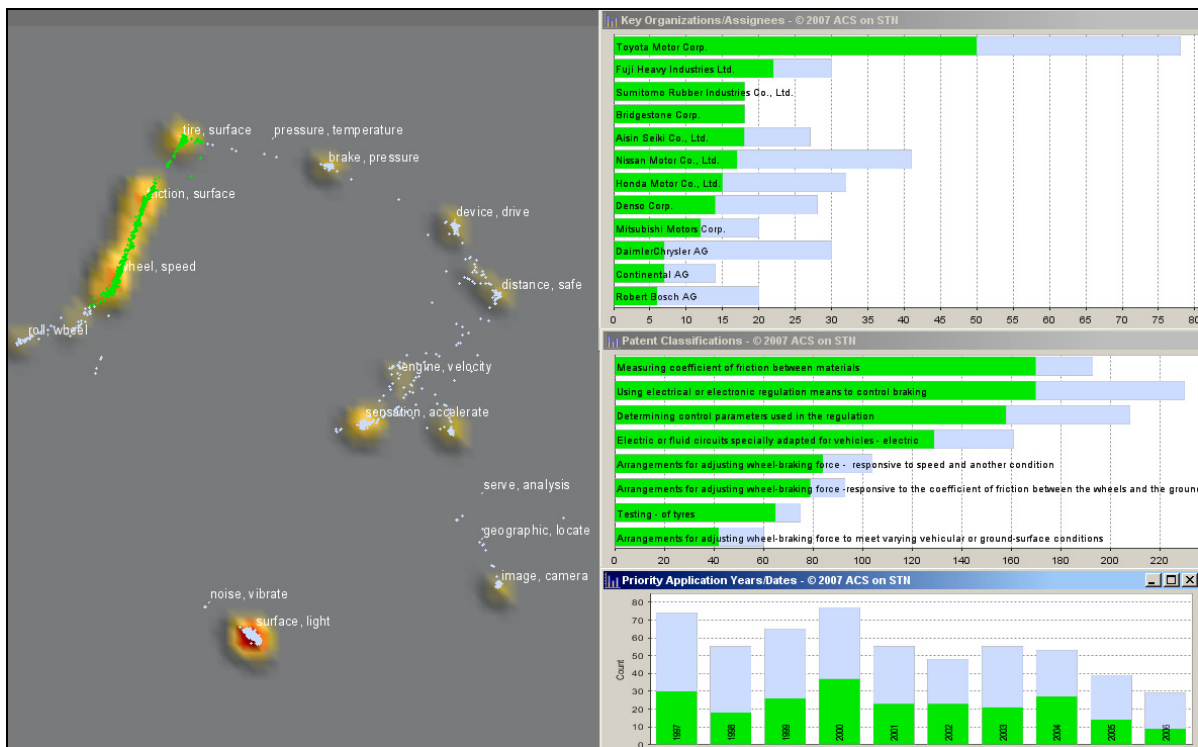 tire, surface
pressure, temperature
brake, pressure
iction, surface
device, drive
heel, speed
distance, safe
roll, wheel
engine, velocity
sensation, accelerate
serve, analysis
geographic, locate
image, camera
noise, vibrate
surface, light
Key Organizations/Assignees - © 2007 ACS on STN
Toyota Motor Corp.
Fuji Heavy Industries Ltd.
Sumitomo Rubber Industries Co., Ltd.
Bridgestone Corp.
Aisin Seiki Co., Ltd.
Nissan Motor Co., Ltd.
Honda Motor Co., Ltd.
Denso Corp.
Mitsubishi Motors Corp.
DaimlerChrysler AG
Continental AG
Robert Bosch AG
0 5 10 15 20 25 30 35 40 45 50 55 60 65 70 75 80
Patent Classifications - © 2007 ACS on STN
Measuring coefficient of friction between materials
Using electrical or electronic regulation means to control braking
Determining control parameters used in the regulation
Electric or fluid circuits specially adapted for vehicles - electric
Arrangements for adjusting wheel-braking force - responsive to speed and another condition
Arrangements for adjusting wheel-braking force -responsive to the coefficient of friction between the wheels and the ground
Testing - of tyres
Arrangements for adjusting wheel-braking force to meet varying vehicular or ground-surface conditions
0 20 40 60 80 100 120 140 160 180 200 220
Priority Application Years/Dates - © 2007 ACS on STN
Count
80
70
60
50
40
30
20
10
0
1997 1998 1999 2000 2001 2002 2003 2004 2005 2006